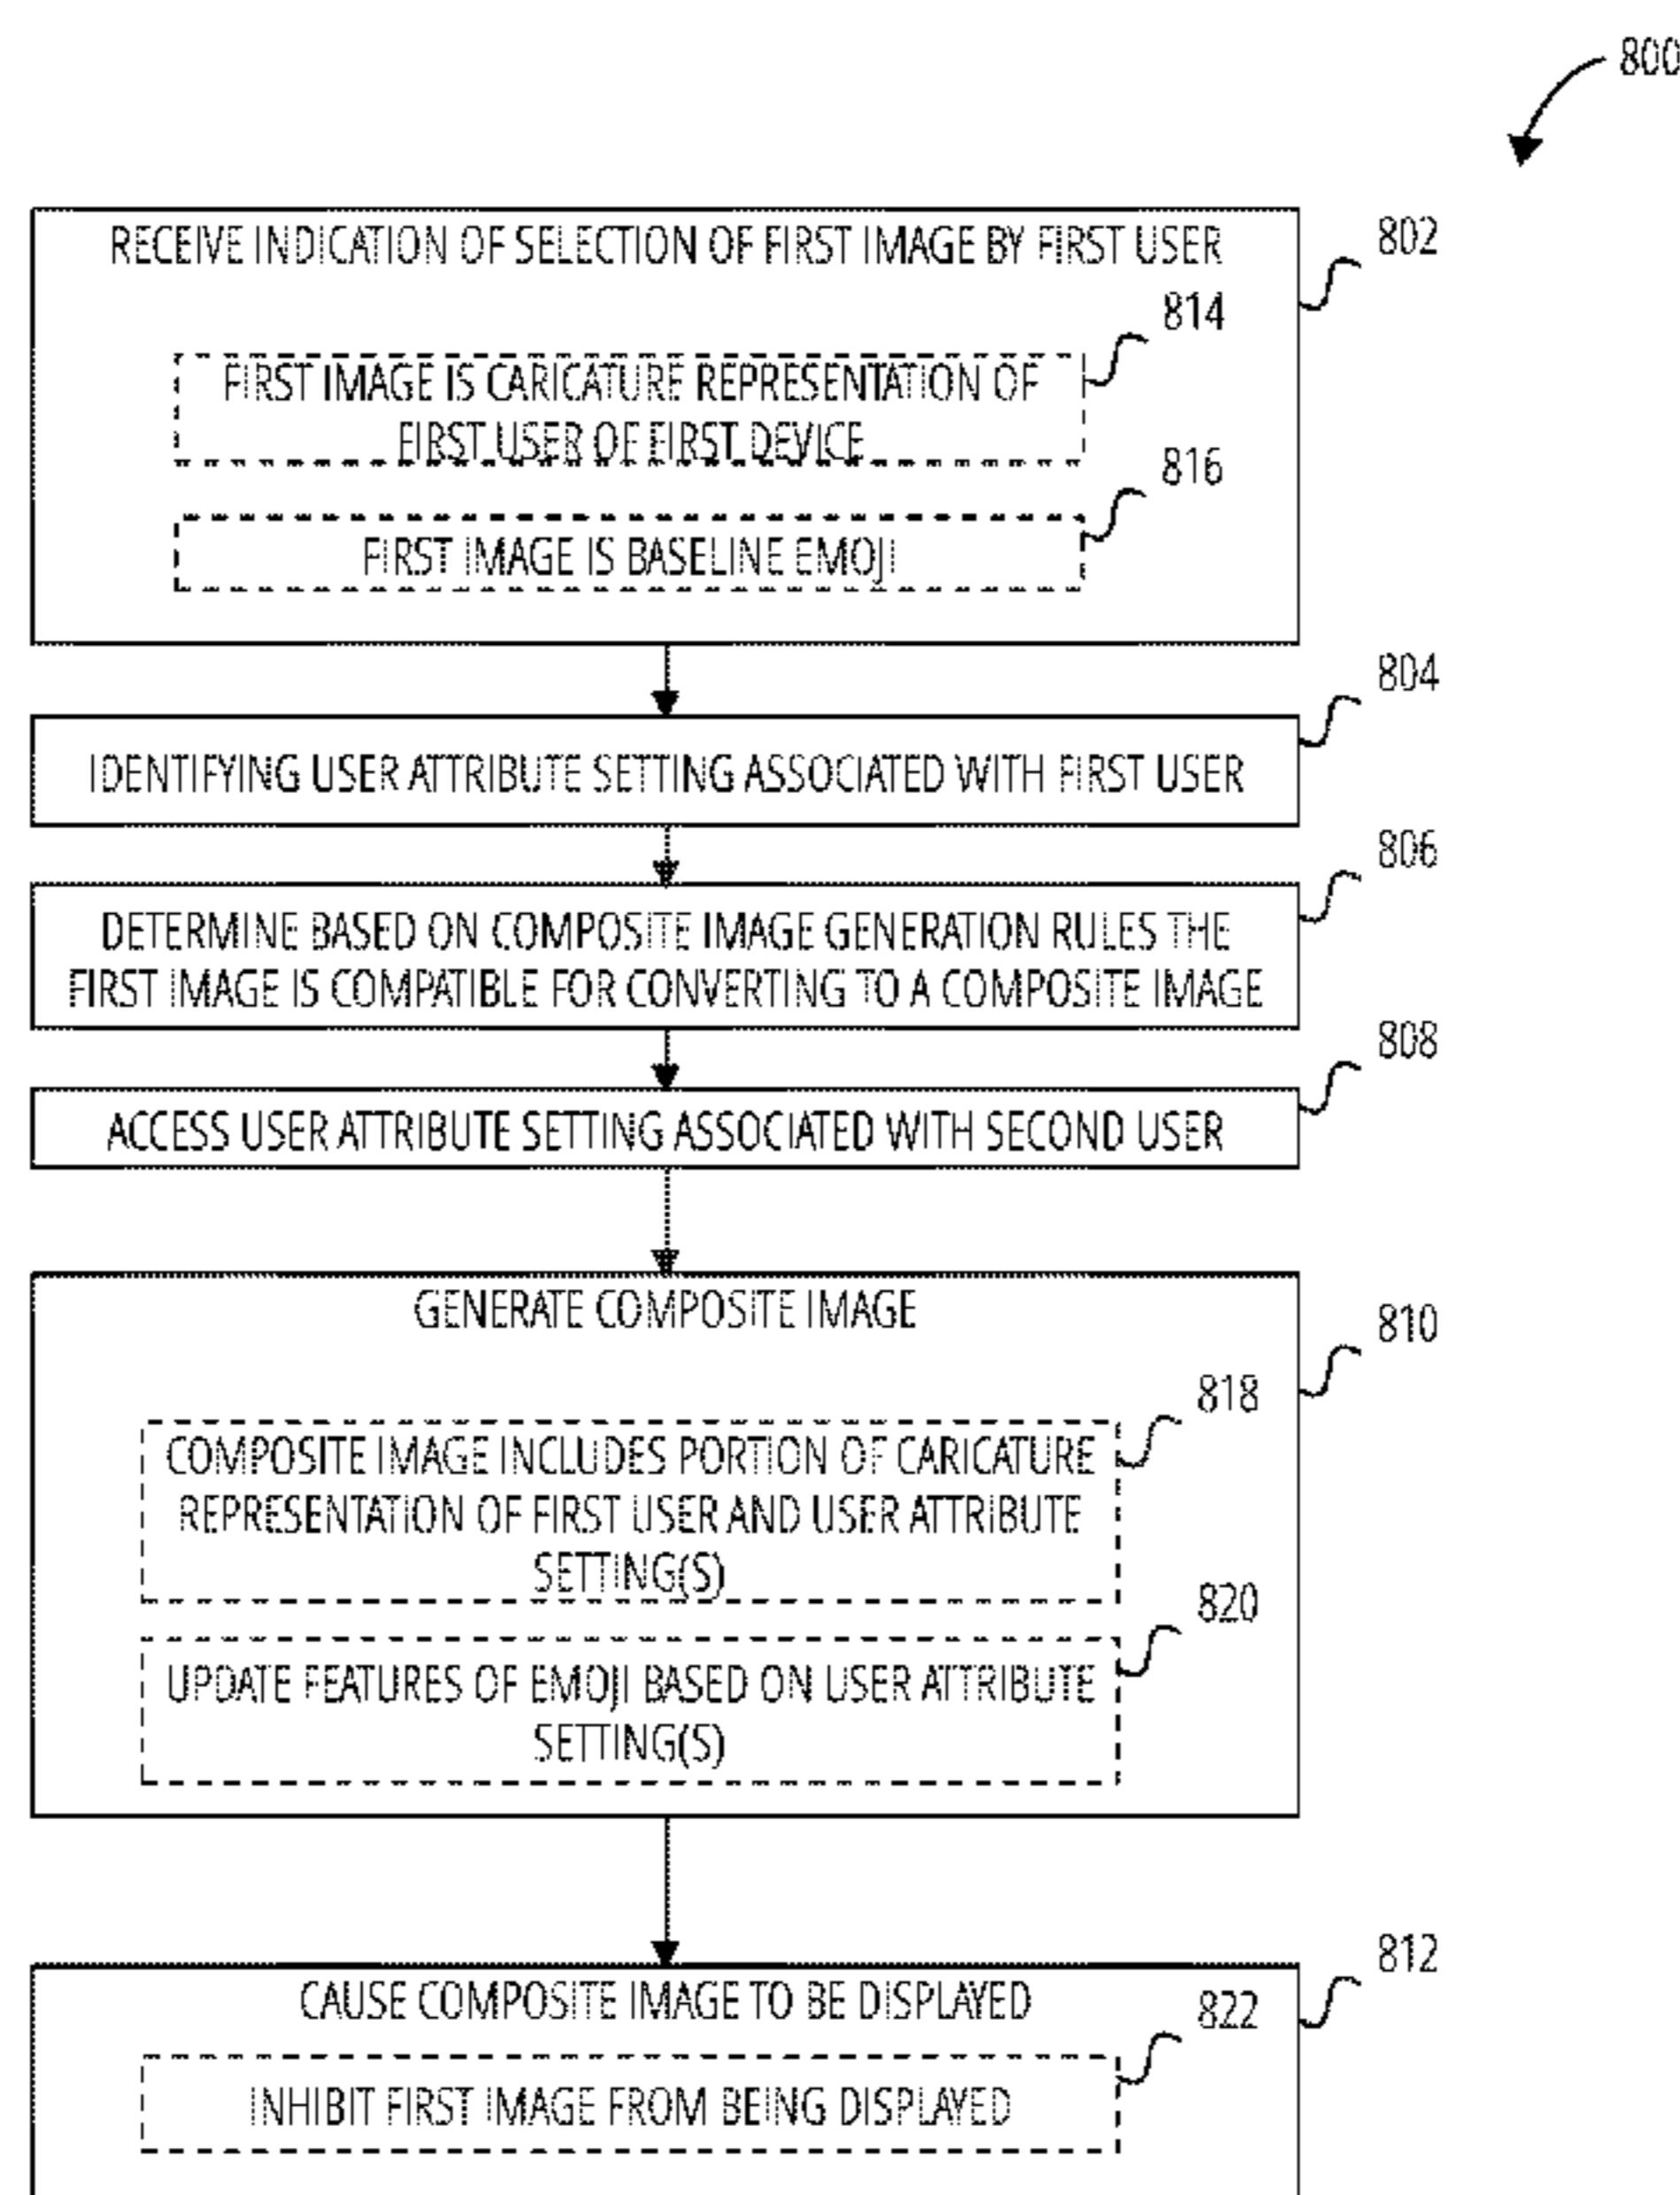 800
RECEIVE INDICATION OF SELECTION OF FIRST IMAGE BY FIRST USER
802
814
FIRST IMAGE IS CARICATURE REPRESENTATION OF
FIRST USER OF FIRST DEVICE
816
FIRST IMAGE IS BASELINE EMOJI
804
IDENTIFYING USER ATTRIBUTE SETTING ASSOCIATED WITH FIRST USER
806
DETERMINE BASED ON COMPOSITE IMAGE GENERATION RULES THE
FIRST IMAGE IS COMPATIBLE FOR CONVERTING TO A COMPOSITE IMAGE
808
ACCESS USER ATTRIBUTE SETTING ASSOCIATED WITH SECOND USER
GENERATE COMPOSITE IMAGE
810
818
COMPOSITE IMAGE INCLUDES PORTION OF CARICATURE
REPRESENTATION OF FIRST USER AND USER ATTRIBUTE
SETTING(S)
820
UPDATE FEATURES OF EMOJI BASED ON USER ATTRIBUTE
SETTING(S)
812
CAUSE COMPOSITE IMAGE TO BE DISPLAYED
822
INHIBIT FIRST IMAGE FROM BEING DISPLAYED